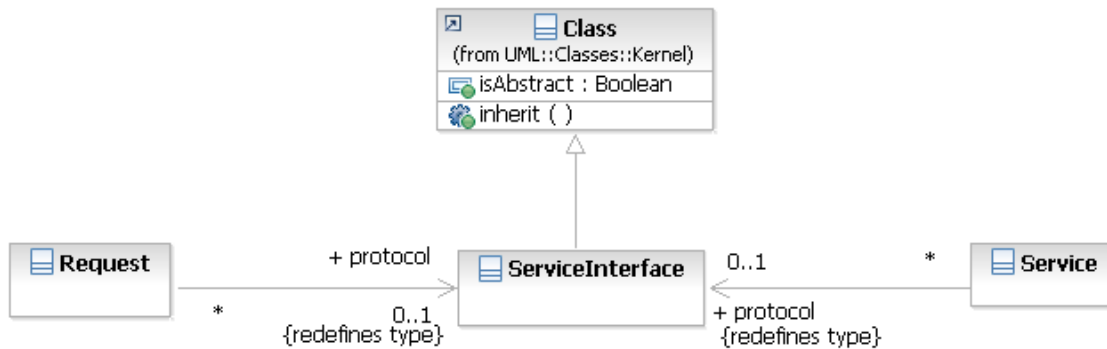 Class
(from UML::Classes::Kernel)
isAbstract : Boolean
inherit ( )
Request
+ protocol
*
0..1
{redefines type}
ServiceInterface
0..1
*
+ protocol
{redefines type}
Service